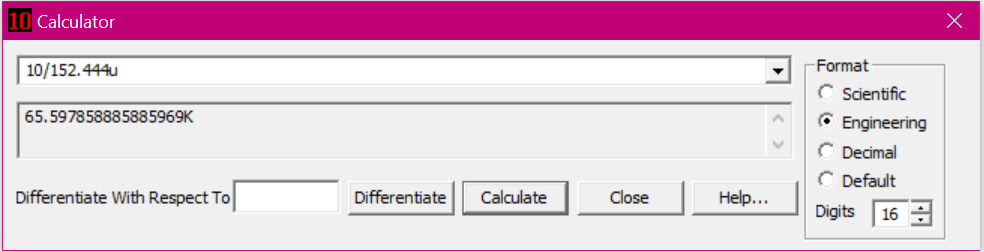 10 Calculator
10/152.444u
65.597858885885969K
Differentiate With Respect To
Differentiate
Calculate
Close
Help...
Format
Scientific
Engineering
Decimal
Default
Digits 16